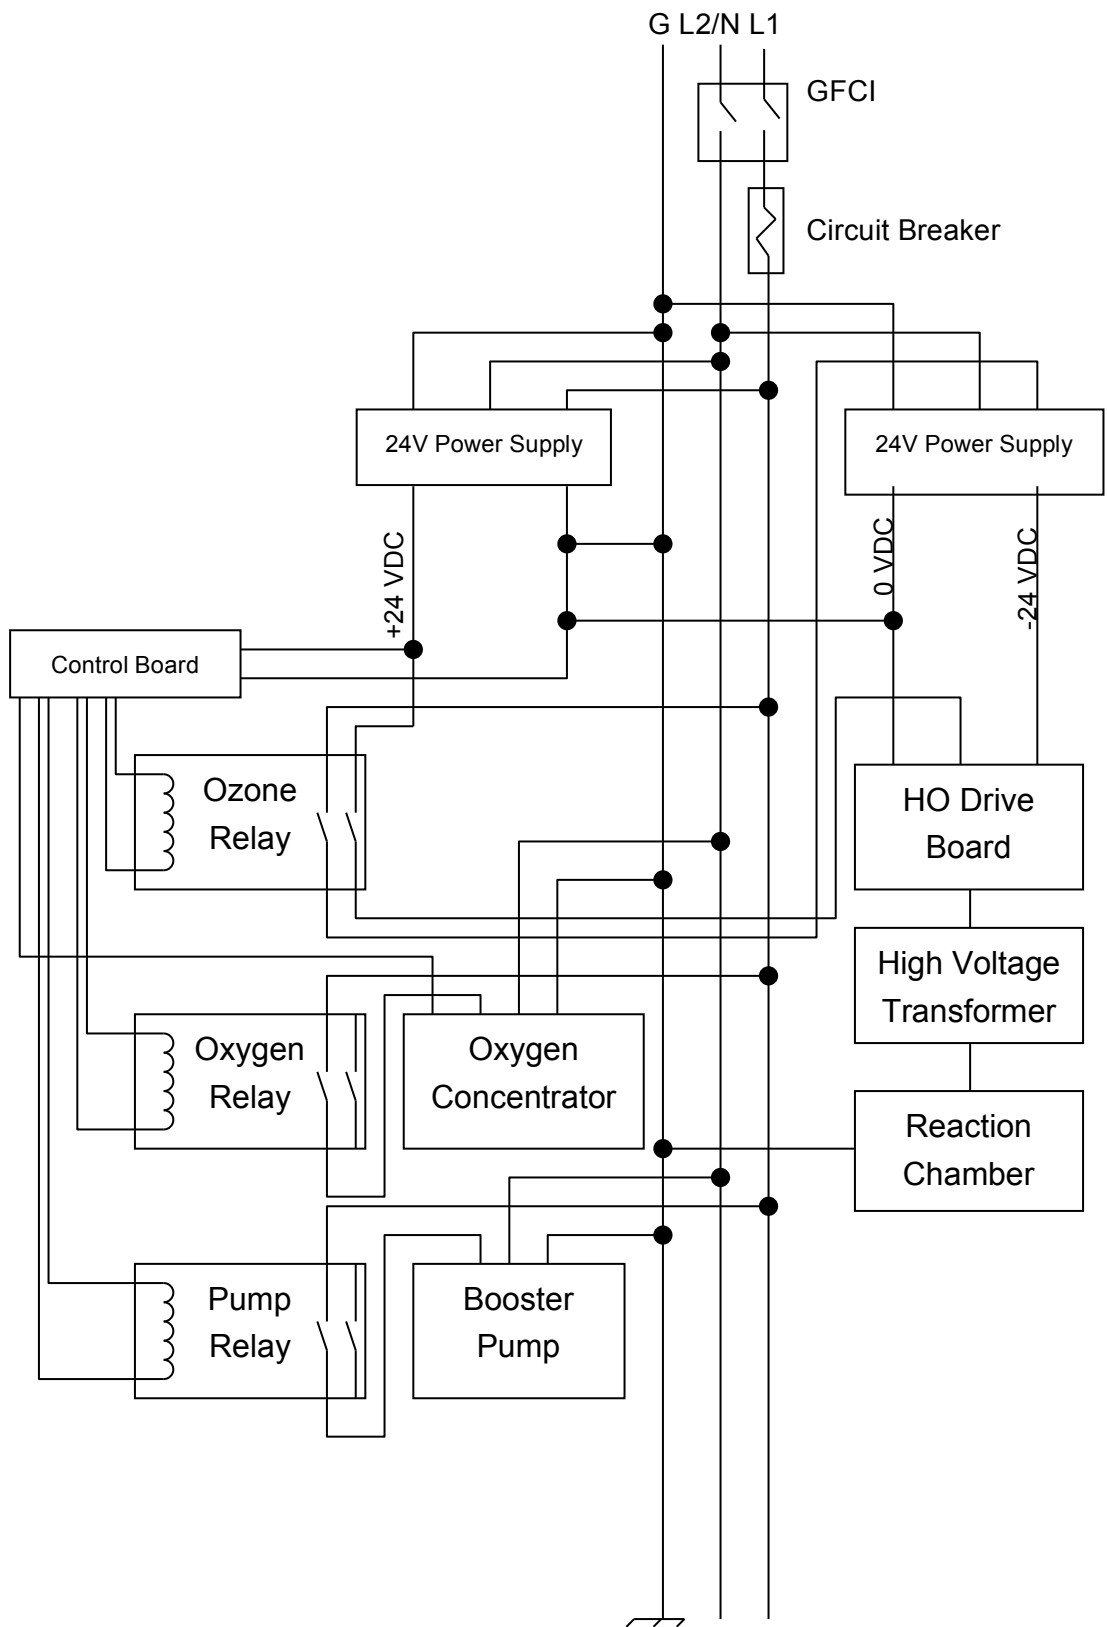 G L2/N L1
GFCI
Circuit Breaker
24V Power Supply
24V Power Supply
+24 VDC
0 VDC
-24 VDC
Control Board
Ozone
Relay
HO Drive
Board
High Voltage
Transformer
Oxygen
Relay
Oxygen
Concentrator
Reaction
Chamber
Pump
Relay
Booster
Pump